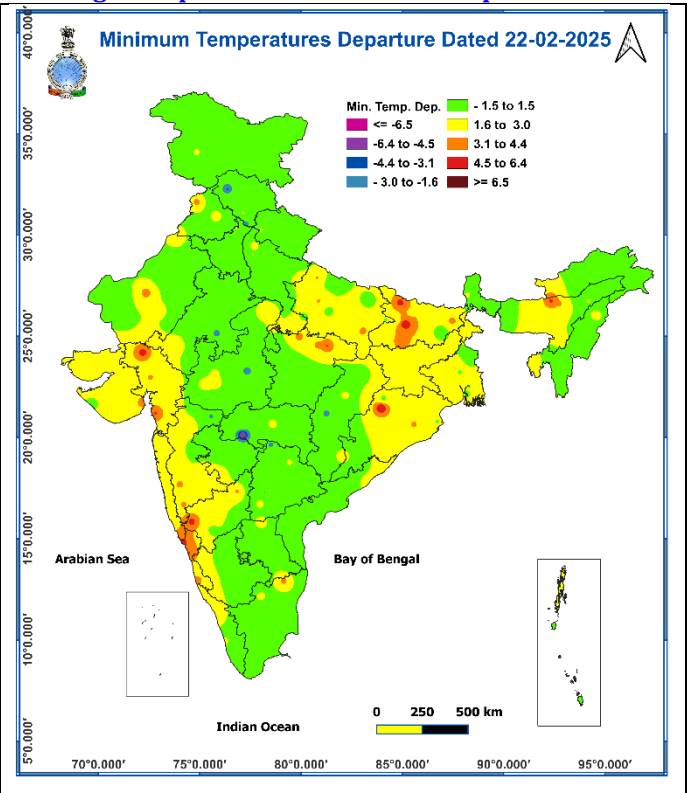 Minimum Temperatures Departure Dated 22-02-2025
Min. Temp. Dep.
<= -6.5
-6.4 to -4.5
-4.4 to -3.1
- 3.0 to -1.6
- 1.5 to 1.5
1.6 to 3.0
3.1 to 4.4
4.5 to 6.4
>= 6.5
40°0.000'
35°0.000'
30°0.000'
25°0.000'
20°0.000'
15°0.000'
10°0.000'
5°0.000'
Arabian Sea
Bay of Bengal
Indian Ocean
0 250 500 km
70°0.000' 75°0.000' 80°0.000' 85°0.000' 90°0.000' 95°0.000'